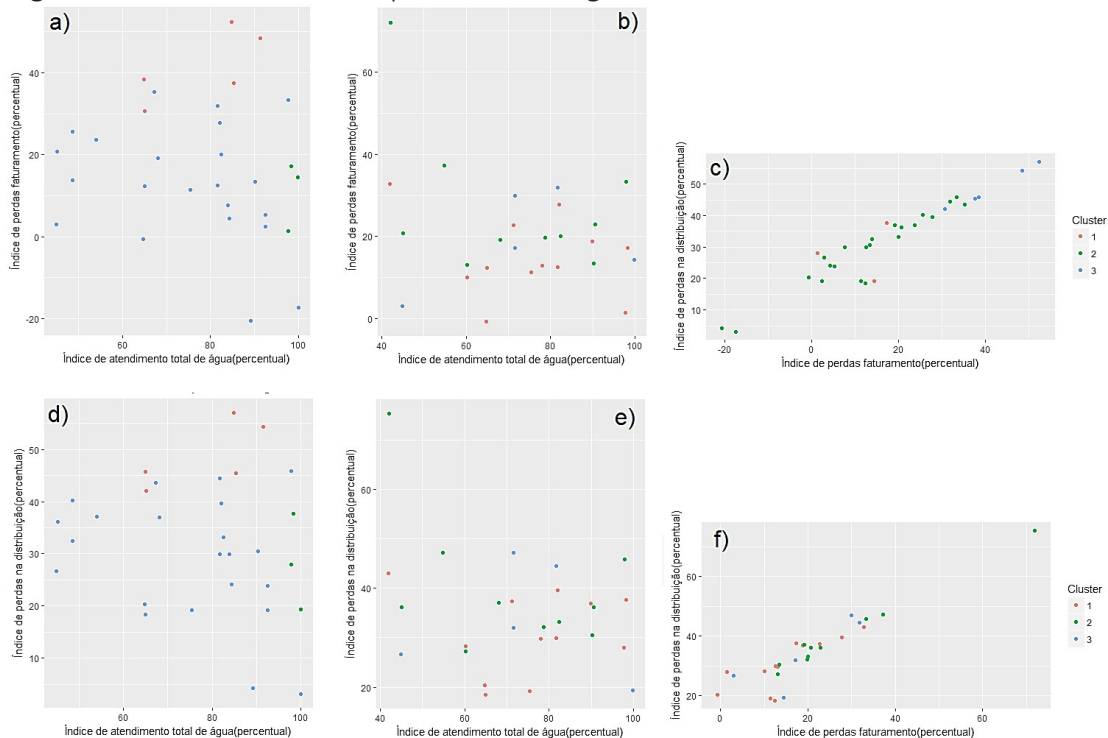 a)
Índice de perdas faturamento(percentual)
40
20
0
-20
60
80
100
Índice de atendimento total de água(percentual)
b)
Índice de perdas faturamento(percentual)
60
40
20
0
40
60
80
100
Índice de atendimento total de água(percentual)
c)
Índice de perdas na distribuição(percentual)
50
40
30
20
10
-20
0
20
40
Índice de perdas faturamento(percentual)
Cluster
1
2
3
d)
Índice de perdas na distribuição(percentual)
50
40
30
20
10
60
80
100
Índice de atendimento total de água(percentual)
e)
Índice de perdas na distribuição(percentual)
60
40
20
40
60
80
100
Índice de atendimento total de água(percentual)
f)
Índice de perdas na distribuição(percentual)
60
40
20
0
20
40
60
Índice de perdas faturamento(percentual)
Cluster
1
2
3